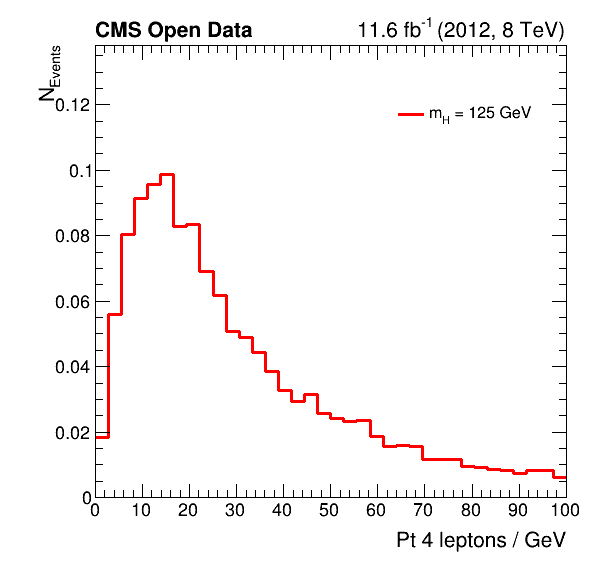 CMS Open Data
11.6 fb⁻¹ (2012, 8 TeV)
N_Events
m_H = 125 GeV
0.12
0.1
0.08
0.06
0.04
0.02
0
0 10 20 30 40 50 60 70 80 90 100
Pt 4 leptons / GeV